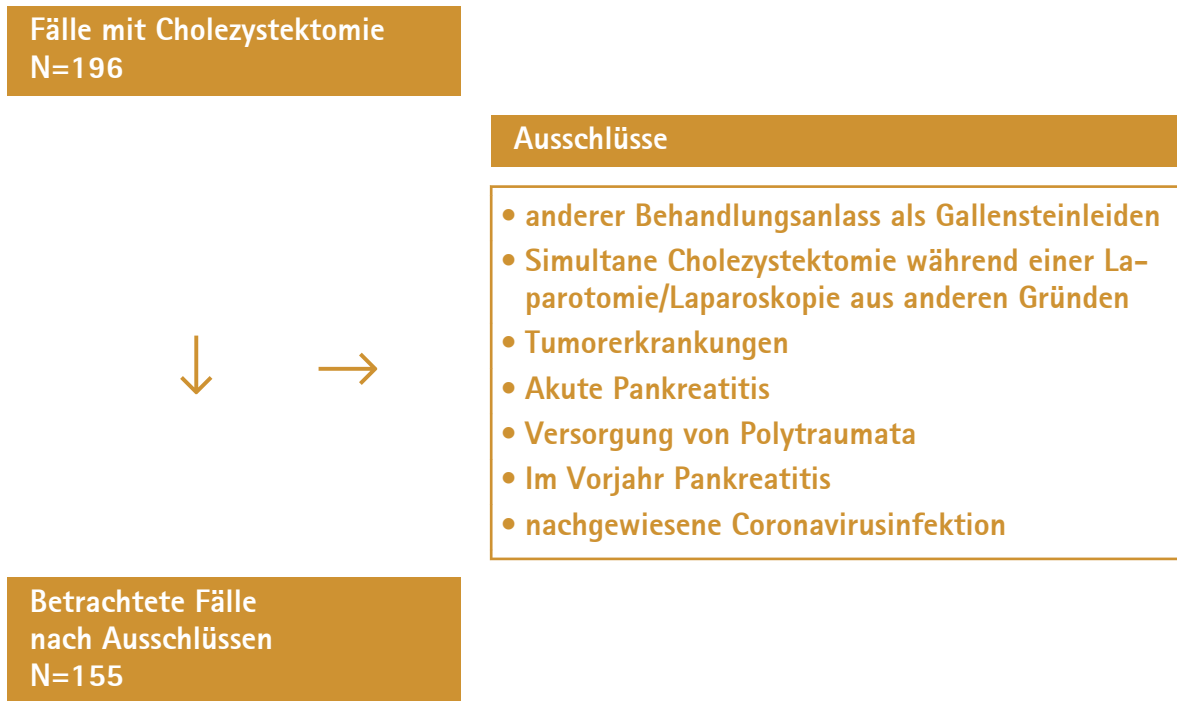 Fälle mit Cholezystektomie
N=196
Ausschlüsse
• anderer Behandlungsanlass als Gallensteinleiden
• Simultane Cholezystektomie während einer La-
parotomie/Laparoskopie aus anderen Gründen
• Tumorerkrankungen
• Akute Pankreatitis
• Versorgung von Polytraumata
• Im Vorjahr Pankreatitis
• nachgewiesene Coronavirusinfektion
Betrachtete Fälle
nach Ausschlüssen
N=155